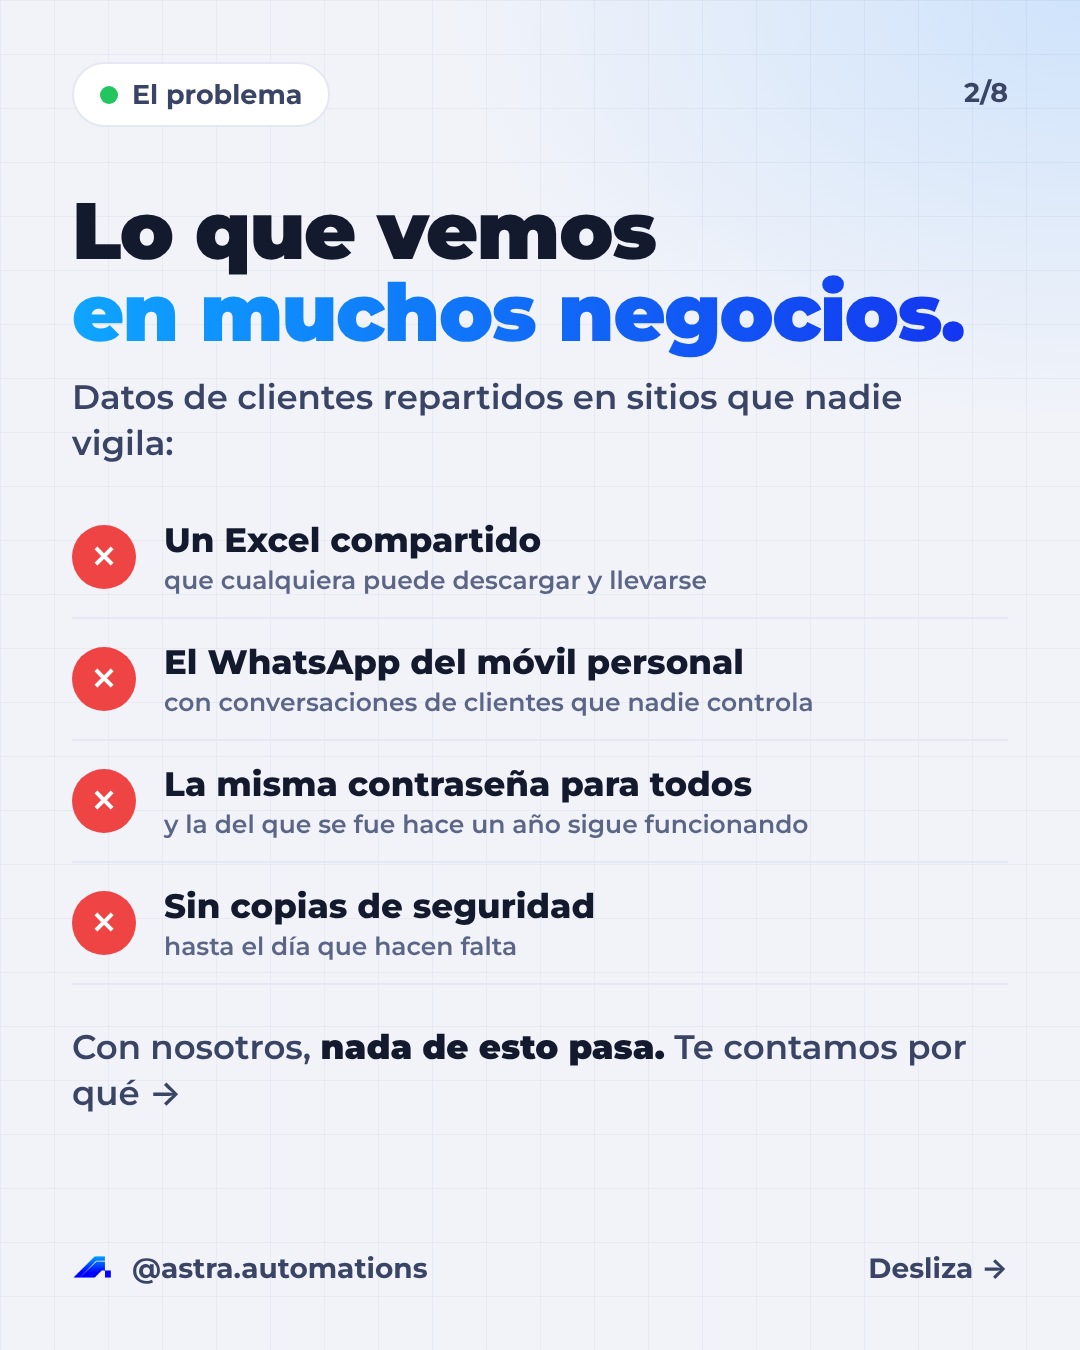 El problema
2/8
Lo que vemos
en muchos negocios.
Datos de clientes repartidos en sitios que nadie
vigila:
Un Excel compartido
que cualquiera puede descargar y llevarse
El WhatsApp del móvil personal
con conversaciones de clientes que nadie controla
La misma contraseña para todos
y la del que se fue hace un año sigue funcionando
Sin copias de seguridad
hasta el día que hacen falta
Con nosotros, nada de esto pasa. Te contamos por
qué →
@astra.automations
Desliza →